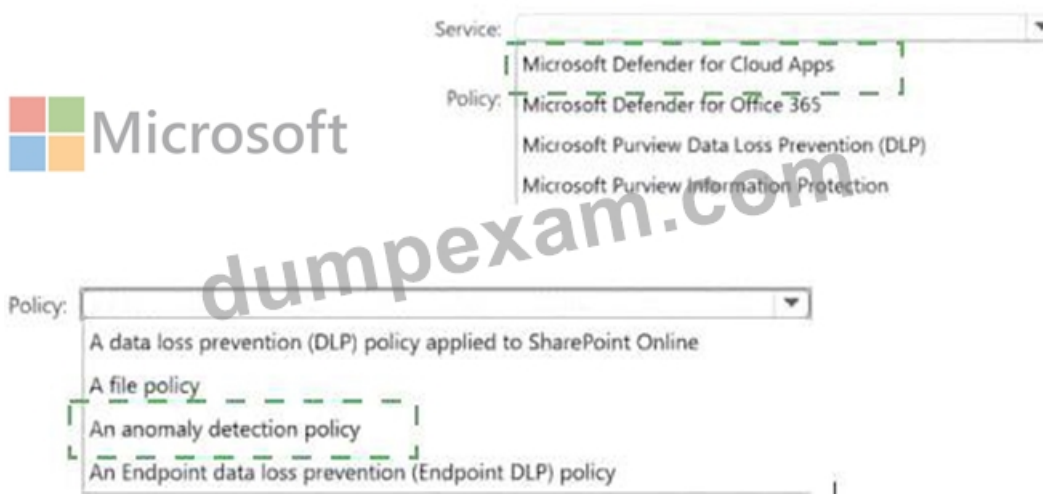 Service:
Microsoft Defender for Cloud Apps
Policy:
Microsoft Defender for Office 365
Microsoft Purview Data Loss Prevention (DLP)
Microsoft Purview Information Protection
Microsoft
dumpexam.com
Policy:
A data loss prevention (DLP) policy applied to SharePoint Online
A file policy
An anomaly detection policy
An Endpoint data loss prevention (Endpoint DLP) policy